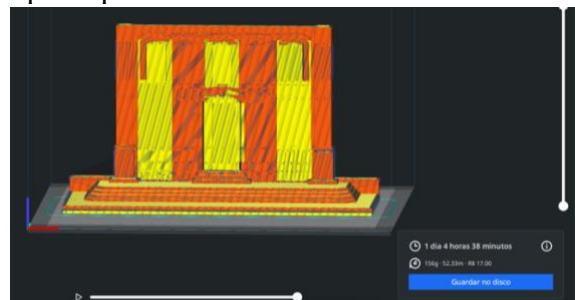 1 dia 4 horas 38 minutos
156g · 52.33m · R$ 17.00
Guardar no disco